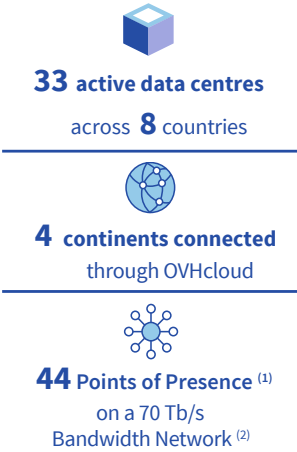 33 active data centres
across 8 countries
4 continents connected
through OVHcloud
44 Points of Presence (1)
on a 70 Tb/s
Bandwidth Network (2)